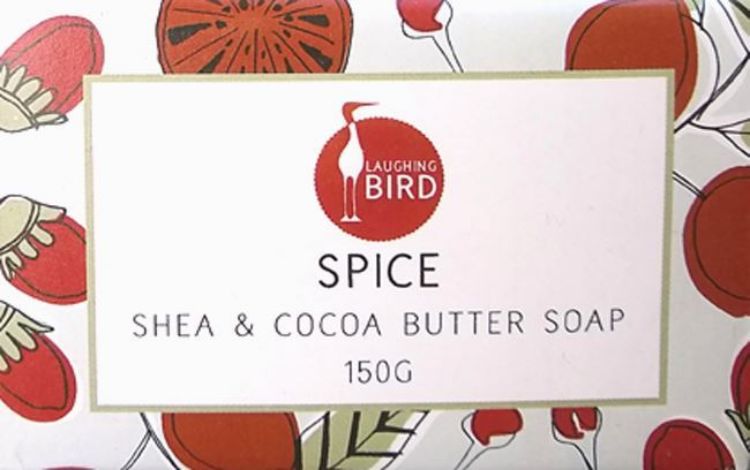 LAUGHING
BIRD
SPICE
SHEA & COCOA BUTTER SOAP
150G